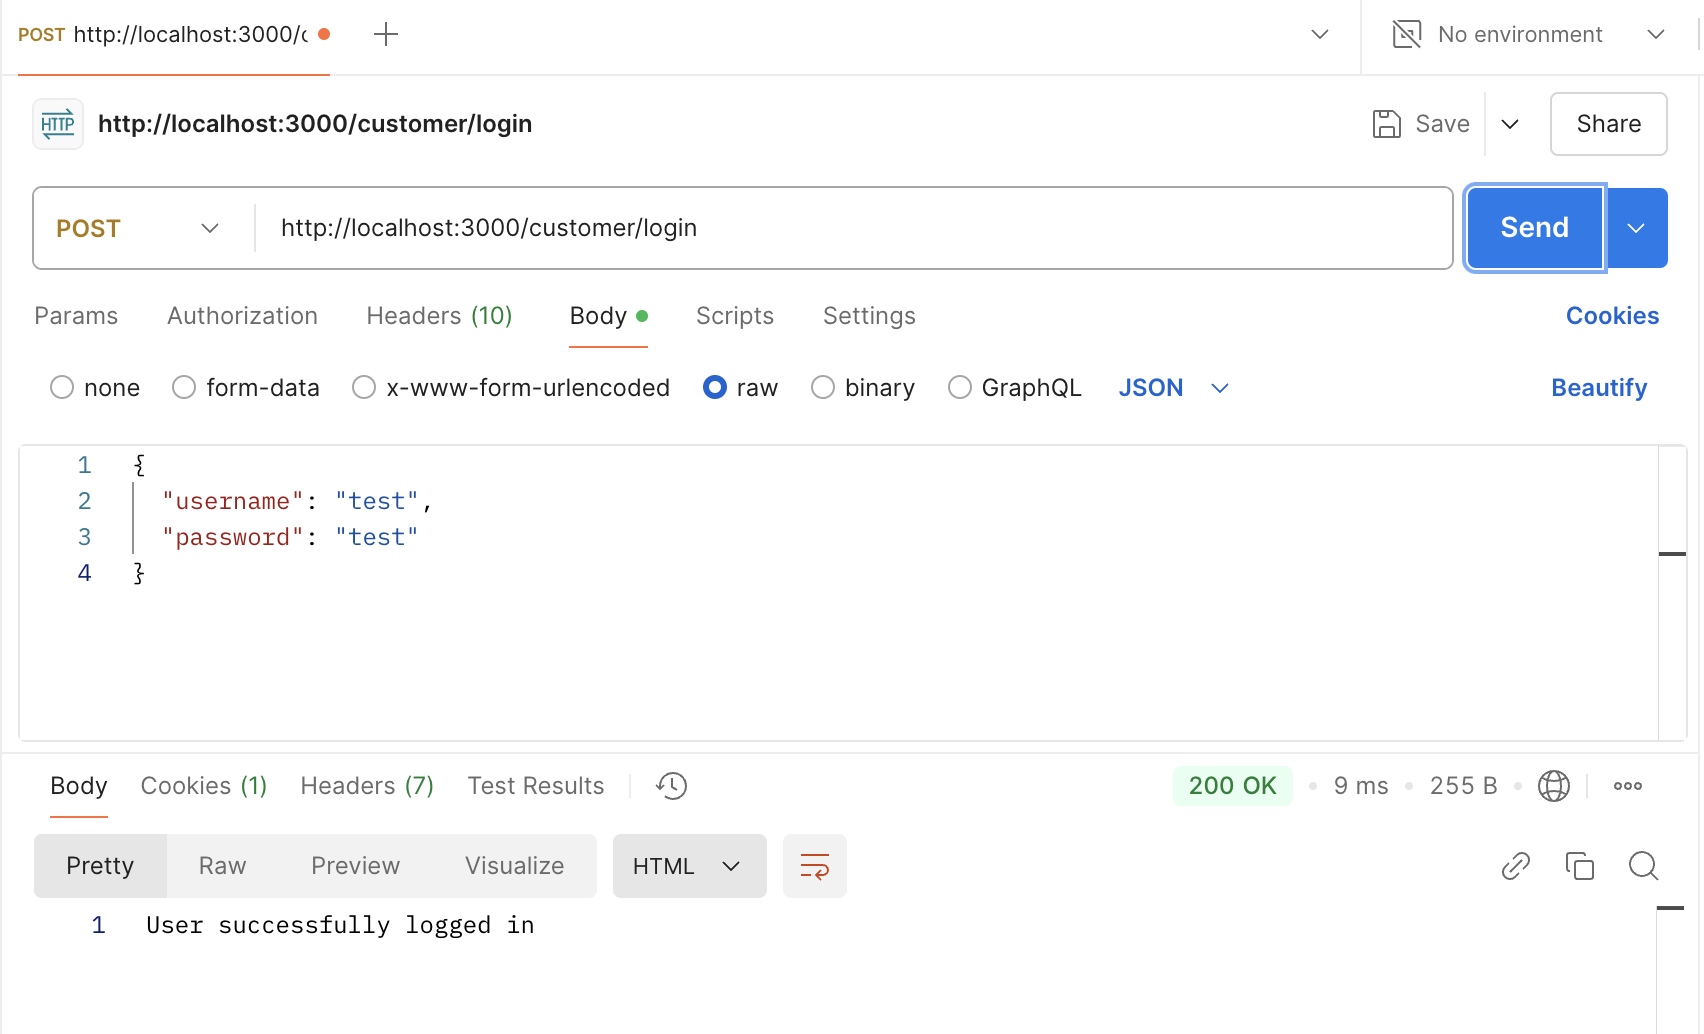 POST http://localhost:3000/c
No environment
HTTP http://localhost:3000/customer/login
Save
Share
POST http://localhost:3000/customer/login
Send
Params Authorization Headers (10) Body Scripts Settings Cookies
none form-data x-www-form-urlencoded raw binary GraphQL JSON Beautify
1 {
2 "username": "test",
3 "password": "test"
4 }
Body Cookies (1) Headers (7) Test Results 200 OK • 9 ms • 255 B •
Pretty Raw Preview Visualize HTML
1 User successfully logged in